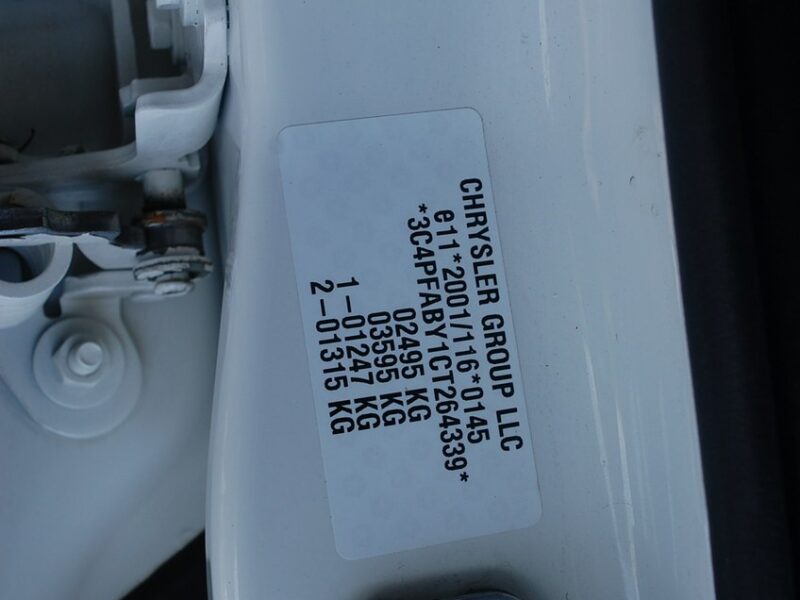 CHRYSLER GROUP LLC
e11*2001/116*0145
*3C4PFABY1CT264339*
02495 KG
03595 KG
1-01247 KG
2-01315 KG